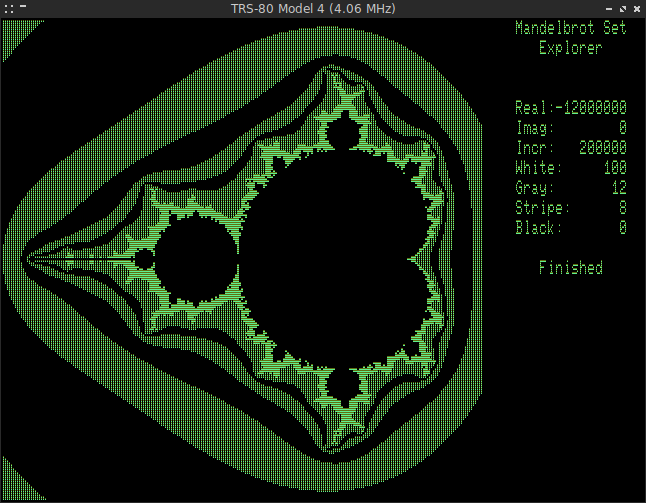 TRS-80 Model 4 (4.06 MHz)
Mandelbrot Set
Explorer
Real:-12000000
Imag: 0
Incr: 200000
White: 100
Gray: 12
Stripe: 8
Black: 0
Finished